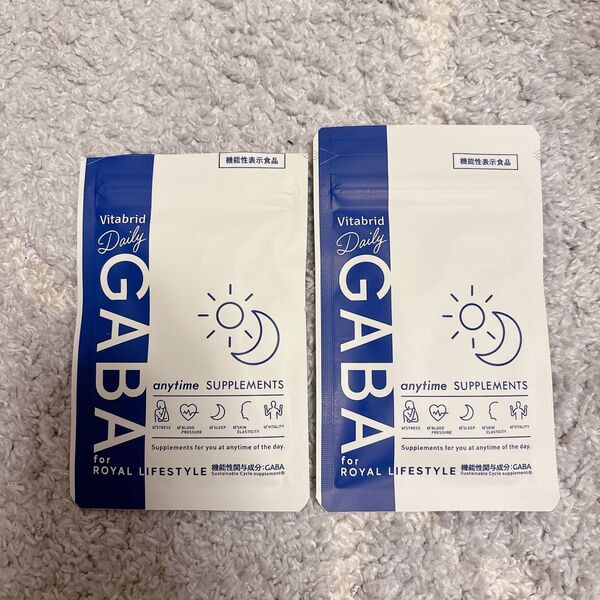 機能性表示食品
Vitabrid
Daily
GABA
anytime SUPPLEMENTS
STRESS
BLOOD PRESSURE
SLEEP
SKIN ELASTICITY
VITALITY
Supplements for you at anytime of the day.
for
ROYAL LIFESTYLE
機能性関与成分:GABA
Sustainable Cycle supplement®
機能性表示食品
Vitabrid
Daily
GABA
anytime SUPPLEMENTS
STRESS
BLOOD PRESSURE
SLEEP
SKIN ELASTICITY
VITALITY
Supplements for you at anytime of the day.
for
ROYAL LIFESTYLE
機能性関与成分:GABA
Sustainable Cycle supplement®